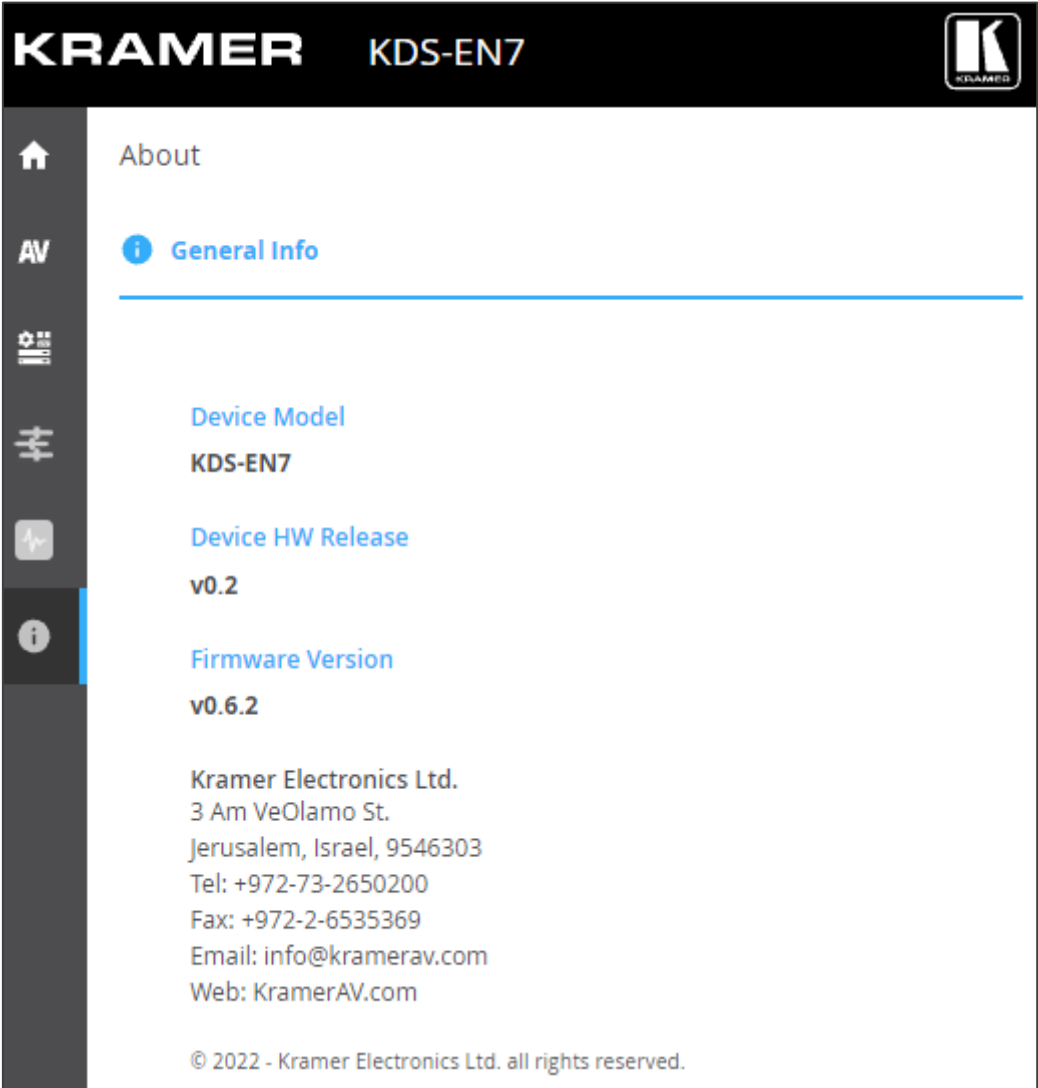 KRAMER KDS-EN7
KRAMER
About
AV
General Info
Device Model
KDS-EN7
Device HW Release
v0.2
Firmware Version
v0.6.2
Kramer Electronics Ltd.
3 Am VeOlamo St.
Jerusalem, Israel, 9546303
Tel: +972-73-2650200
Fax: +972-2-6535369
Email: info@kramerav.com
Web: KramerAV.com
© 2022 - Kramer Electronics Ltd. all rights reserved.